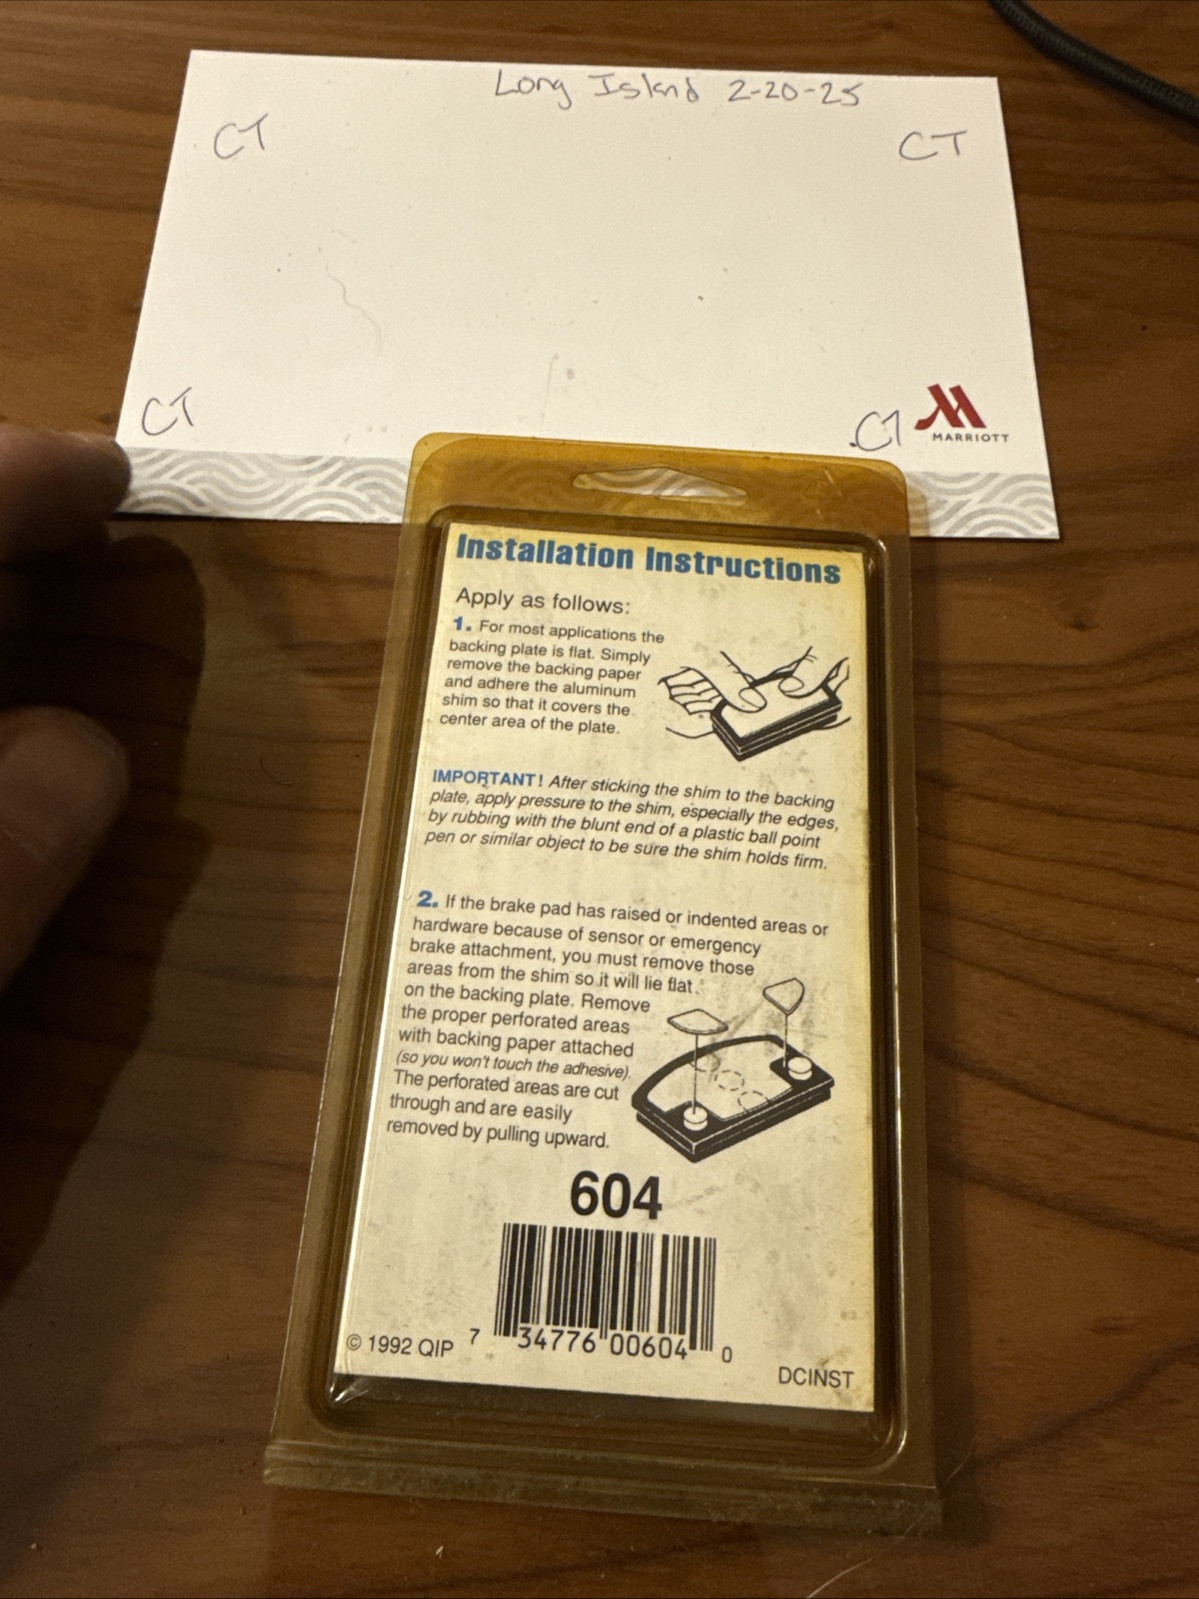 Long Island 2-20-25
CT
CT
CT
CT
MARRIOTT
Installation Instructions
Apply as follows:
1. For most applications the
backing plate is flat. Simply
remove the backing paper
and adhere the aluminum
shim so that it covers the
center area of the plate.
IMPORTANT! After sticking the shim to the backing
plate, apply pressure to the shim, especially the edges,
by rubbing with the blunt end of a plastic ball point
pen or similar object to be sure the shim holds firm.
2. If the brake pad has raised or indented areas or
hardware because of sensor or emergency
brake attachment, you must remove those
areas from the shim so it will lie flat
on the backing plate. Remove
the proper perforated areas
with backing paper attached
(so you won't touch the adhesive).
The perforated areas are cut
through and are easily
removed by pulling upward.
604
7 34776 00604 0
© 1992 QIP
DCINST